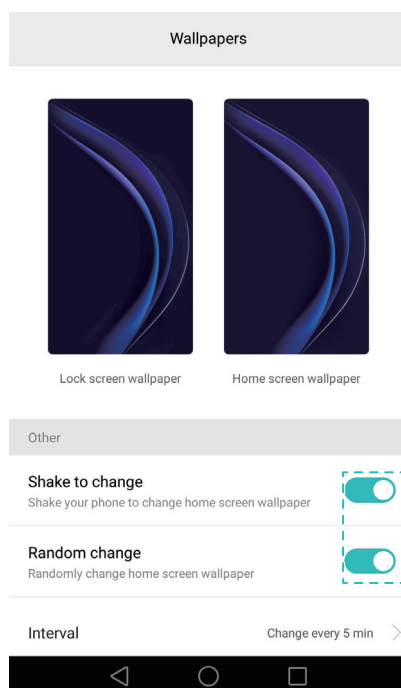 Wallpapers
Lock screen wallpaper
Home screen wallpaper
Other
Shake to change
Shake your phone to change home screen wallpaper
Random change
Randomly change home screen wallpaper
Interval
Change every 5 min